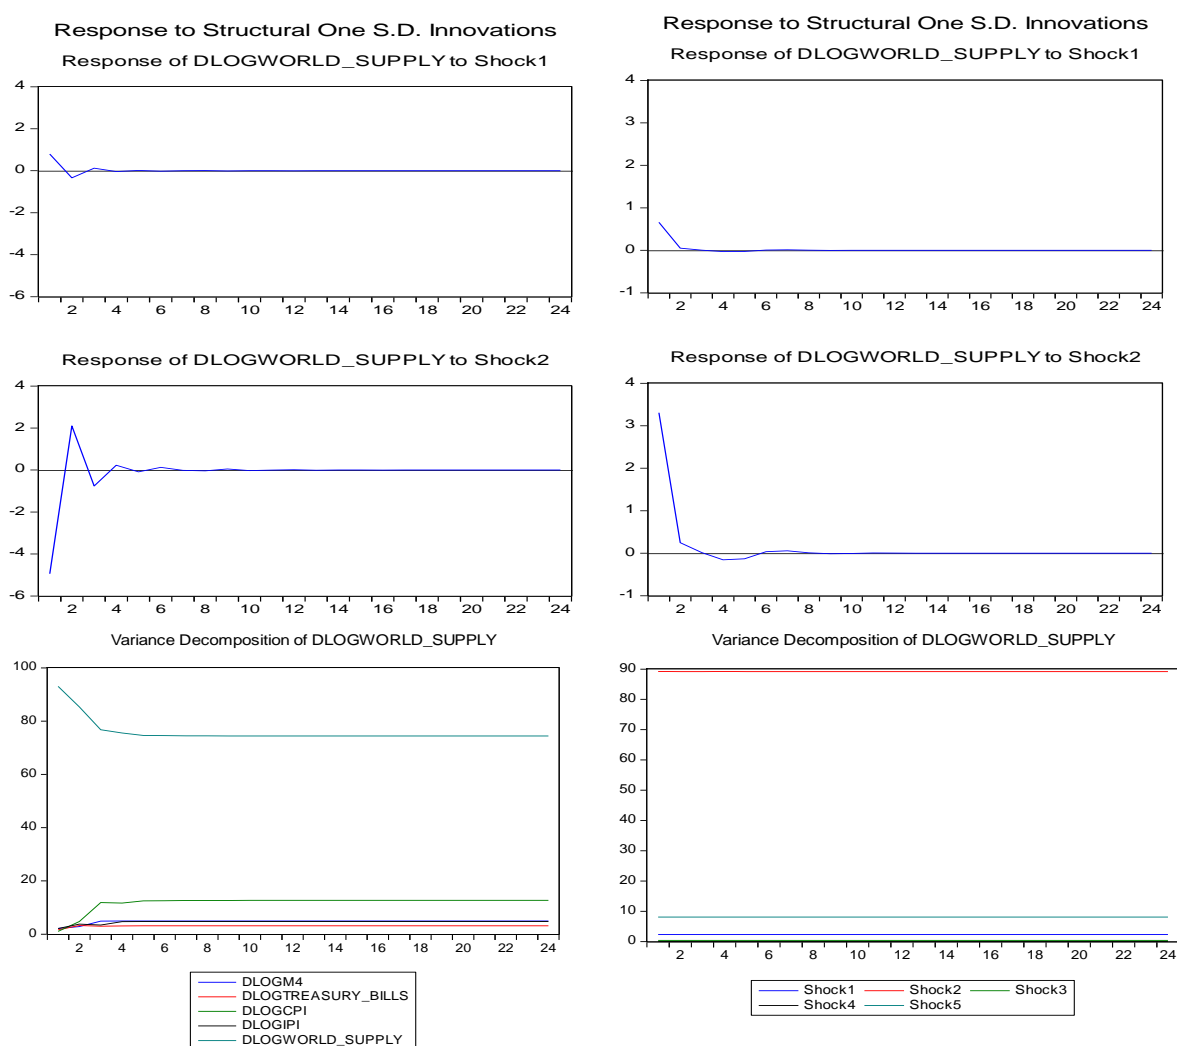 Response to Structural One S.D. Innovations
Response of DLOGWORLD_SUPPLY to Shock1
4
2
0
-2
-4
-6
2 4 6 8 10 12 14 16 18 20 22 24
Response of DLOGWORLD_SUPPLY to Shock2
4
2
0
-2
-4
-6
2 4 6 8 10 12 14 16 18 20 22 24
Variance Decomposition of DLOGWORLD_SUPPLY
100
80
60
40
20
0
2 4 6 8 10 12 14 16 18 20 22 24
DLOGM4
DLOGTREASURY_BILLS
DLOGCPI
DLOGIPI
DLOGWORLD_SUPPLY
Response to Structural One S.D. Innovations
Response of DLOGWORLD_SUPPLY to Shock1
4
3
2
1
0
-1
2 4 6 8 10 12 14 16 18 20 22 24
Response of DLOGWORLD_SUPPLY to Shock2
4
3
2
1
0
-1
2 4 6 8 10 12 14 16 18 20 22 24
Variance Decomposition of DLOGWORLD_SUPPLY
90
80
70
60
50
40
30
20
10
0
2 4 6 8 10 12 14 16 18 20 22 24
Shock1 Shock2 Shock3
Shock4 Shock5